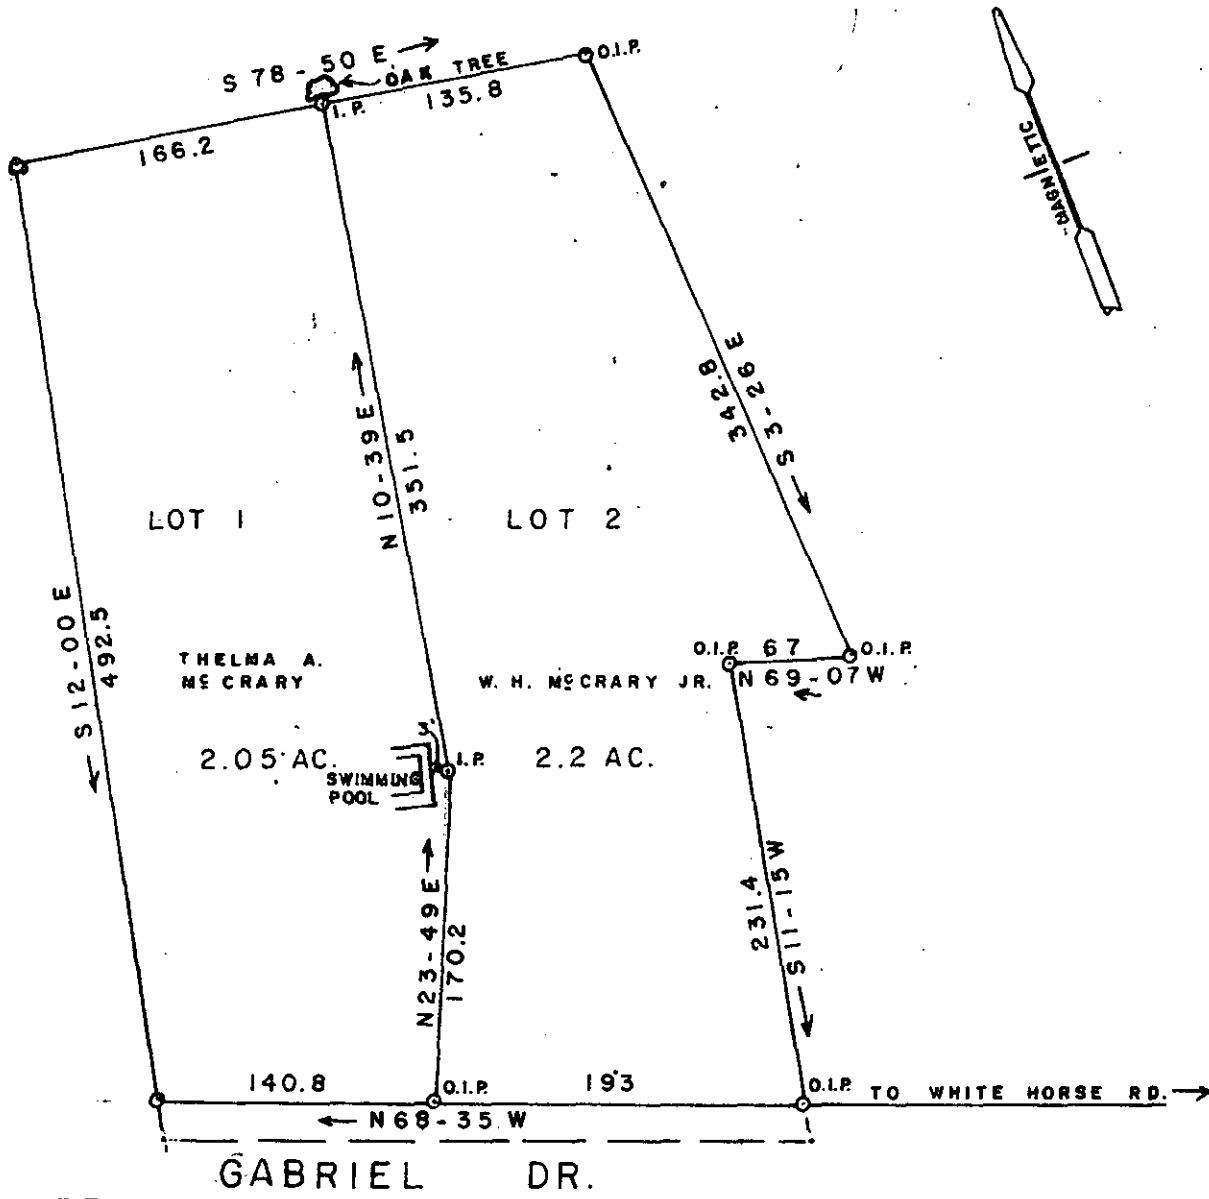 S 78-50 E.
OAK TREE
O.I.P.
I.P.
135.8
166.2
MAGNETIC
N 10-39 E
351.5
342.8
S 3-26 E
LOT 1
LOT 2
S 12-00 E
492.5
THELMA A.
McCRARY
W. H. McCRARY JR.
O.I.P.
67
O.I.P.
N 69-07 W
2.05 AC.
I.P.
2.2 AC.
SWIMMING
POOL
N23-49 E
170.2
231.4
S 11-15 W
140.8
O.I.P.
193
O.I.P.
TO WHITE HORSE RD.
N 68-35 W
GABRIEL DR.